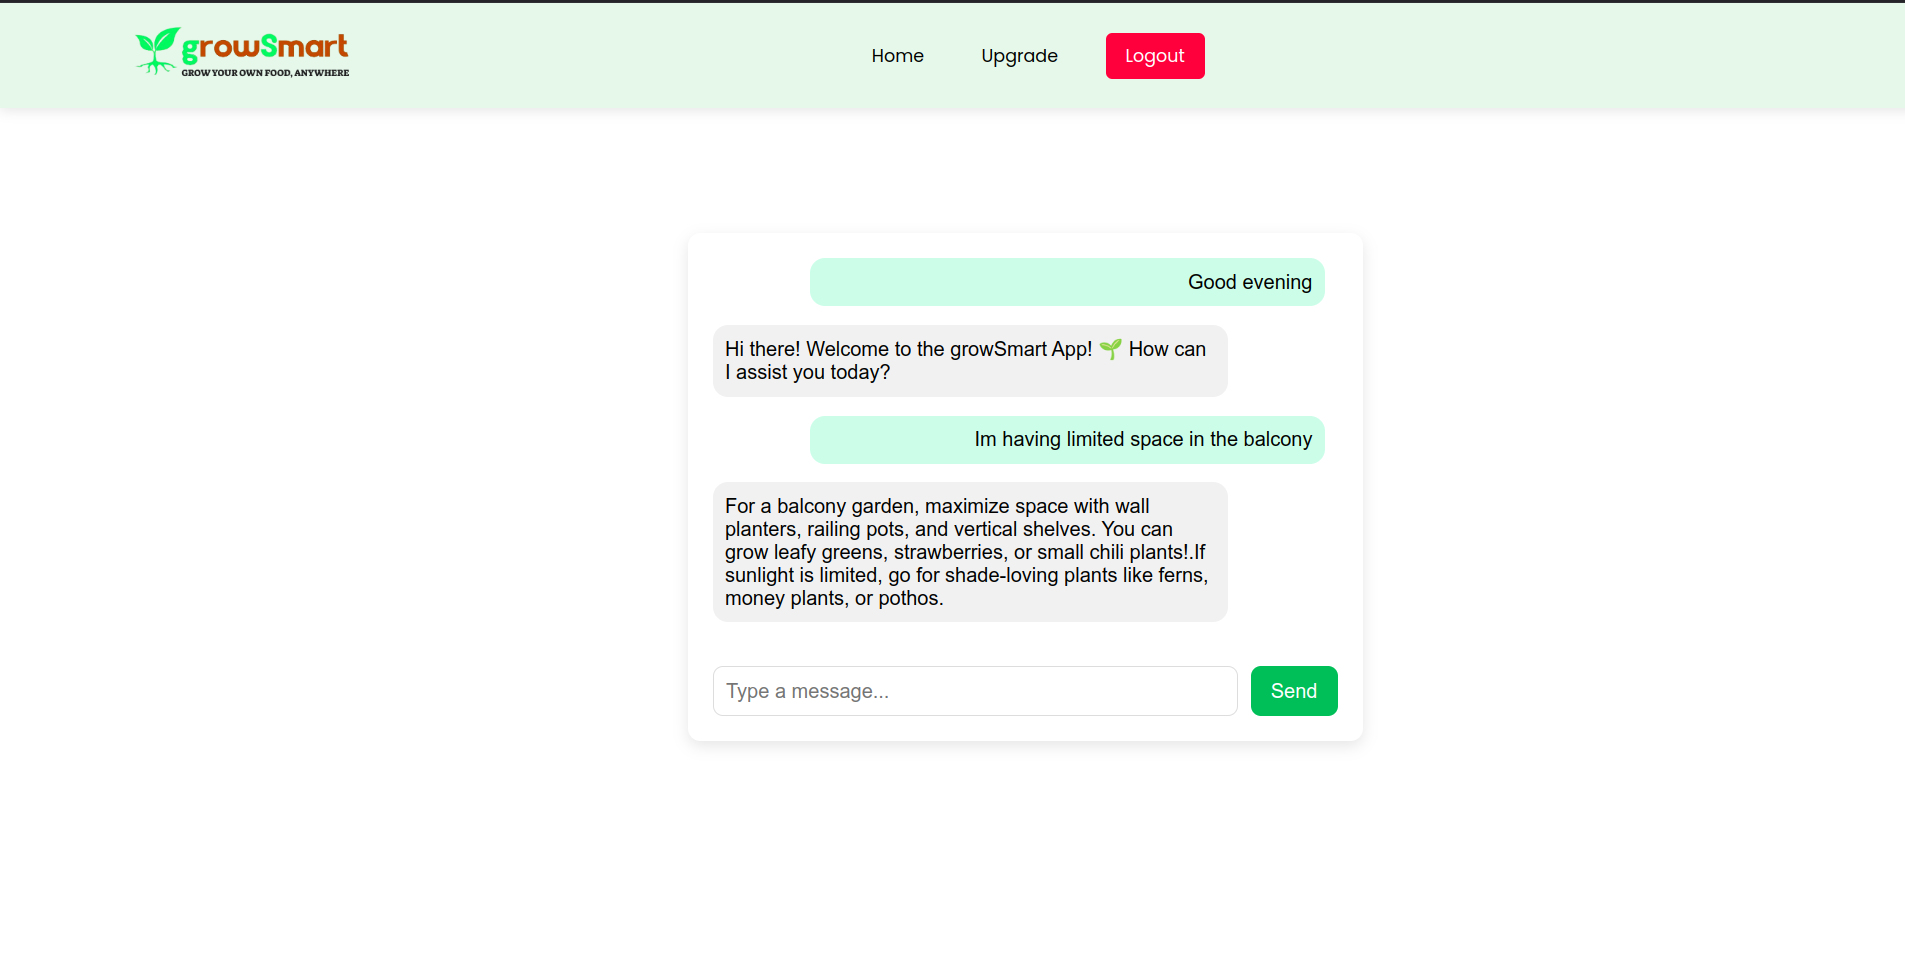 growSmart
GROW YOUR OWN FOOD, ANYWHERE
Home
Upgrade
Logout
Good evening
Hi there! Welcome to the growSmart App! 🌱 How can
I assist you today?
Im having limited space in the balcony
For a balcony garden, maximize space with wall
planters, railing pots, and vertical shelves. You can
grow leafy greens, strawberries, or small chili plants!.If
sunlight is limited, go for shade-loving plants like ferns,
money plants, or pothos.
Type a message...
Send